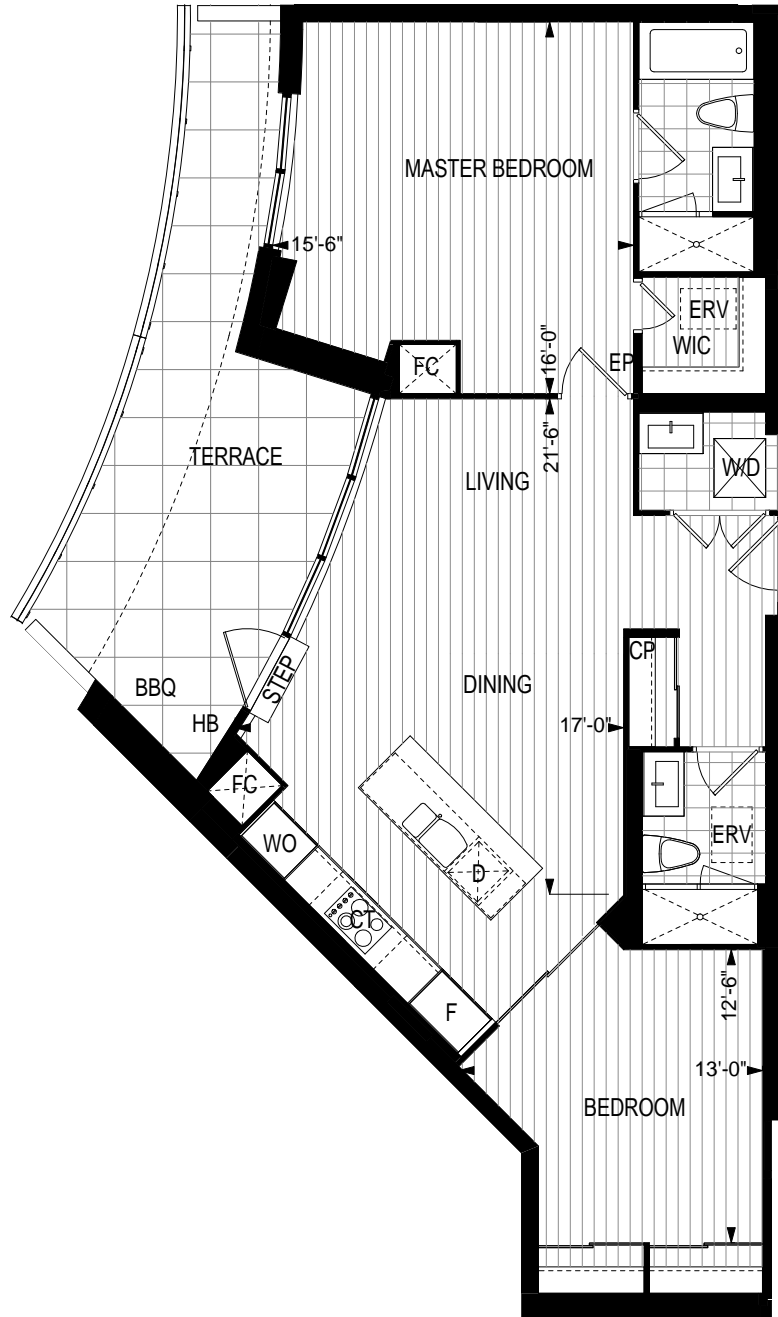 MASTER BEDROOM
15'-6"
16'-0"
ERV
WIC
FC
EP
21'-6"
TERRACE
LIVING
W/D
CP
STEP
DINING
BBQ
HB
17'-0"
FC
WO
ERV
D
CT
F
12'-6"
13'-0"
BEDROOM